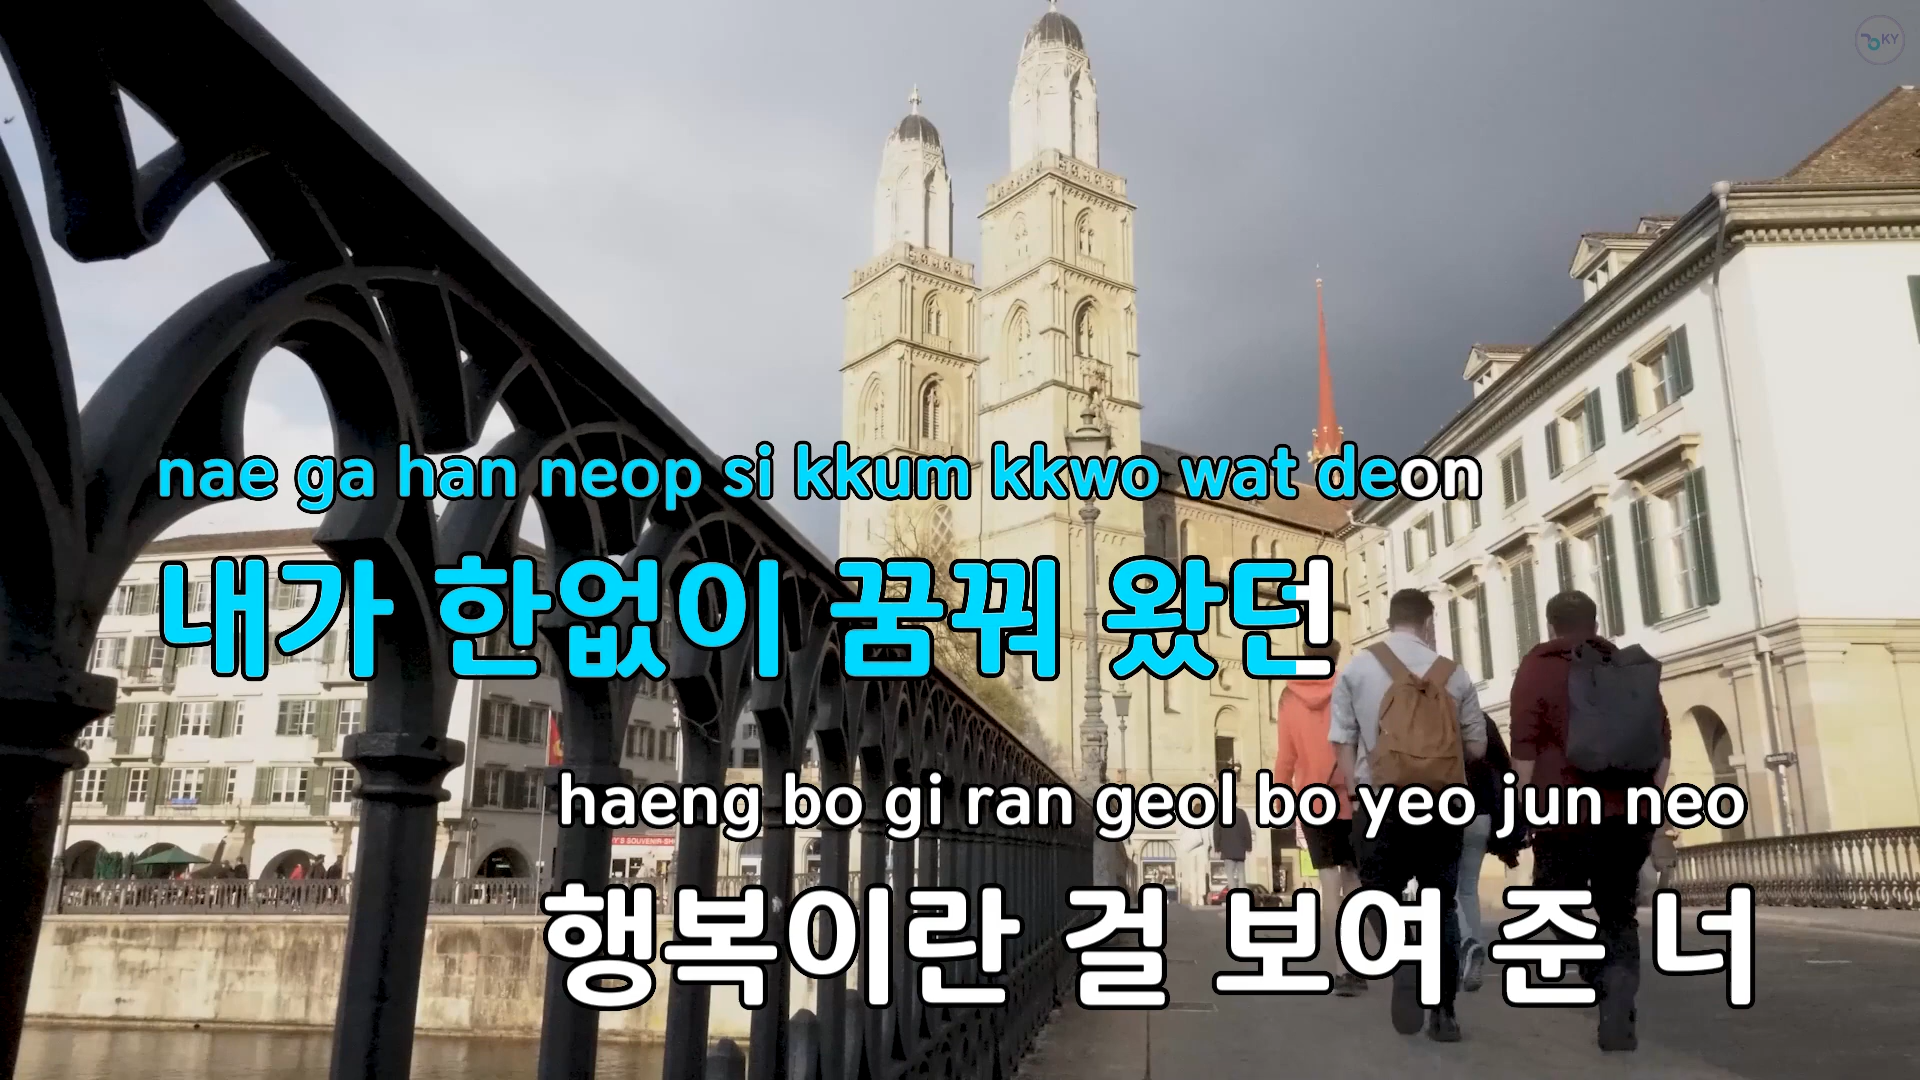 KY
nae ga han neop si kkum kkwo wat deon
내가 한없이 꿈꿔 왔던
haeng bo gi ran geol bo yeo jun neo
행복이란 걸 보여 준 너